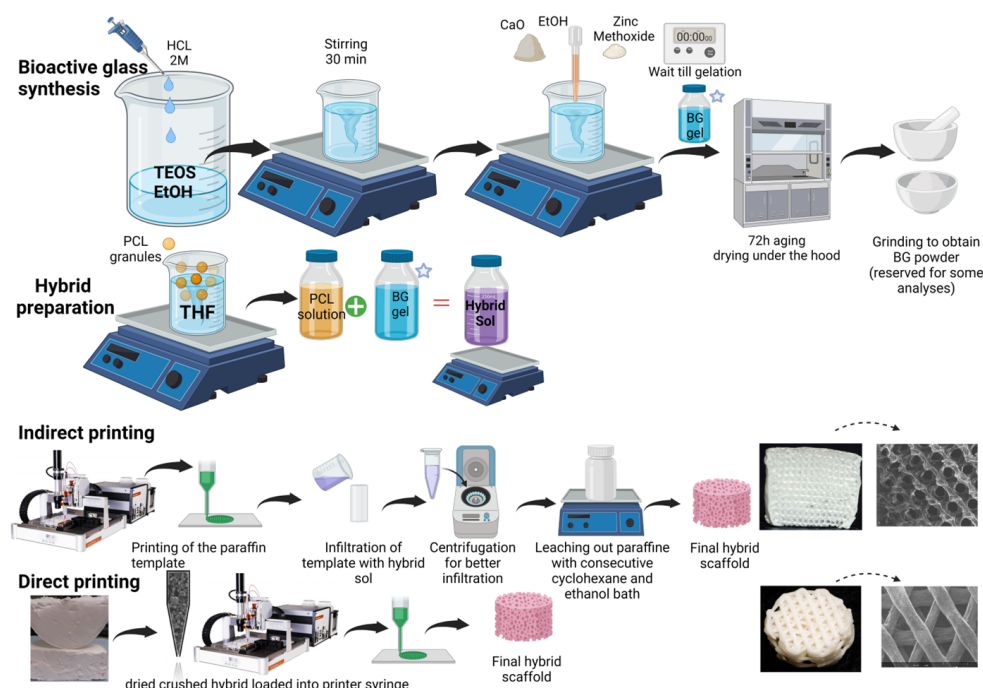 Bioactive glass
synthesis
HCL
2M
TEOS
EtOH
Stirring
30 min
CaO
EtOH
Zinc
Methoxide
00:0000
Wait till gelation
BG
gel
72h aging
drying under the hood
Grinding to obtain
BG powder
(reserved for some
analyses)
Hybrid
preparation
PCL
granules
THF
PCL
solution
+
BG
gel
=
Hybrid
Sol
Indirect printing
Printing of the paraffin
template
Infiltration of
template with hybrid
sol
Centrifugation
for better
infiltration
Leaching out paraffine
with consecutive
cyclohexane and
ethanol bath
Final hybrid
scaffold
Direct printing
dried crushed hybrid loaded into printer syringe
Final hybrid
scaffold